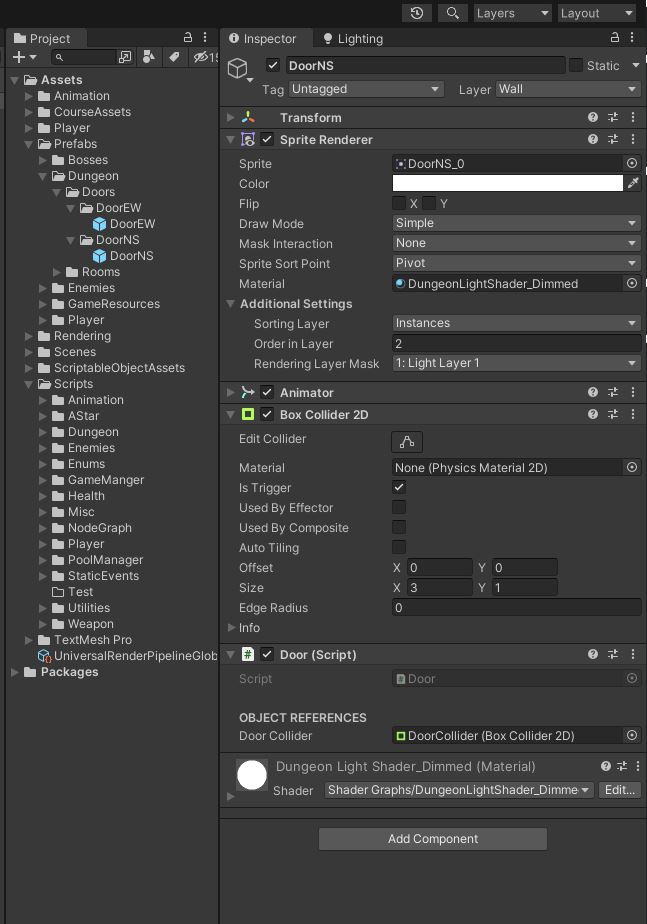 Layers
Layout
Project
15
Assets
Animation
CourseAssets
Player
Prefabs
Bosses
Dungeon
Doors
DoorEW
DoorEW
DoorNS
DoorNS
Rooms
Enemies
GameResources
Player
Rendering
Scenes
ScriptableObjectAssets
Scripts
Animation
AStar
Dungeon
Enemies
Enums
GameManger
Health
Misc
NodeGraph
Player
PoolManager
StaticEvents
Test
Utilities
Weapon
TextMesh Pro
UniversalRenderPipelineGlob
Packages
Inspector
Lighting
DoorNS
Static
Tag Untagged Layer Wall
Transform
Sprite Renderer
Sprite DoorNS_0
Color
Flip X Y
Draw Mode Simple
Mask Interaction None
Sprite Sort Point Pivot
Material DungeonLightShader_Dimmed
Additional Settings
Sorting Layer Instances
Order in Layer 2
Rendering Layer Mask 1: Light Layer 1
Animator
Box Collider 2D
Edit Collider
Material None (Physics Material 2D)
Is Trigger
Used By Effector
Used By Composite
Auto Tiling
Offset X 0 Y 0
Size X 3 Y 1
Edge Radius 0
Info
# Door (Script)
Script # Door
OBJECT REFERENCES
Door Collider DoorCollider (Box Collider 2D)
Dungeon Light Shader_Dimmed (Material)
Shader Shader Graphs/DungeonLightShader_Dimme Edit...
Add Component